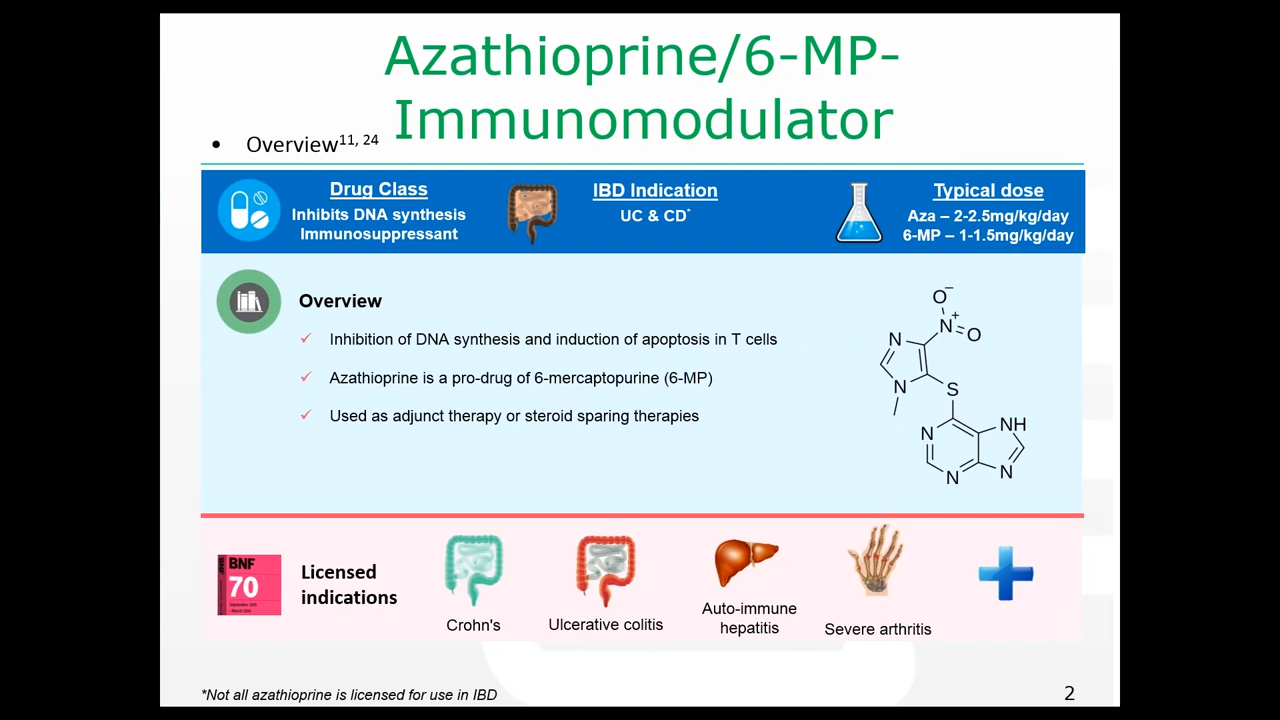 Azathioprine/6-MP-
Immunomodulator
• Overview11, 24
Drug Class
Inhibits DNA synthesis
Immunosuppressant
IBD Indication
UC & CD*
Typical dose
Aza – 2-2.5mg/kg/day
6-MP – 1-1.5mg/kg/day
Overview
✓ Inhibition of DNA synthesis and induction of apoptosis in T cells
✓ Azathioprine is a pro-drug of 6-mercaptopurine (6-MP)
✓ Used as adjunct therapy or steroid sparing therapies
O−
N+
O
N
N
S
N
NH
N
N
BNF
70
Licensed
indications
Crohn's
Ulcerative colitis
Auto-immune
hepatitis
Severe arthritis
*Not all azathioprine is licensed for use in IBD
2